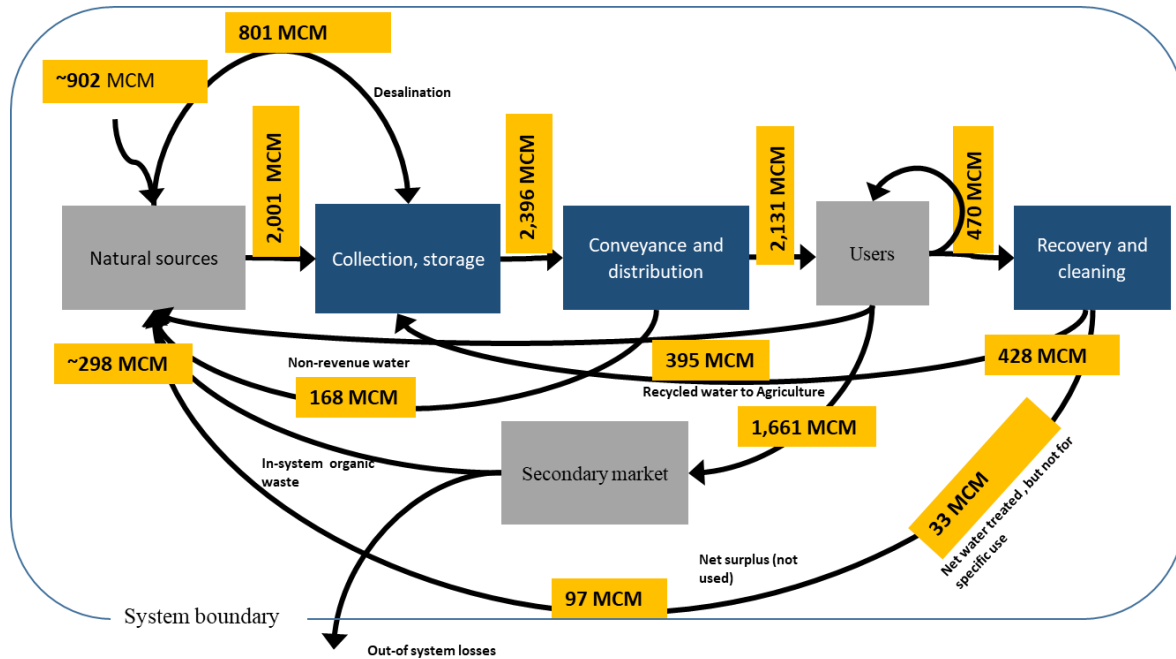 801 MCM
~902 MCM
Desalination
2,001 MCM
2,396 MCM
2,131 MCM
470 MCM
Natural sources
Collection, storage
Conveyance and
distribution
Users
Recovery and
cleaning
~298 MCM
Non-revenue water
168 MCM
395 MCM
428 MCM
Recycled water to Agriculture
1,661 MCM
In-system organic
waste
Secondary market
33 MCM
Net water treated , but not for
specific use
Net surplus (not
used)
97 MCM
System boundary
Out-of system losses